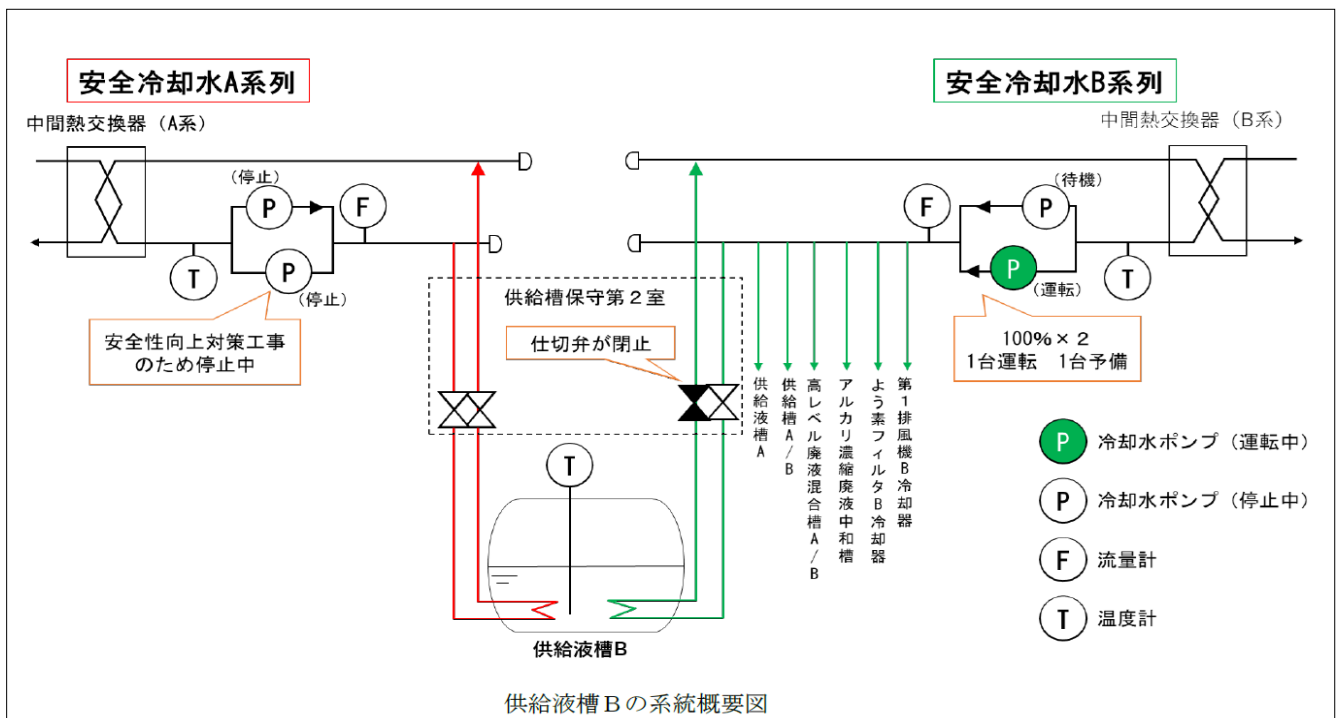 安全冷却水A系列
中間熱交換器（A系）
(停止)
P
F
T
P
(停止)
安全性向上対策工事
のため停止中
安全冷却水B系列
中間熱交換器（B系）
(待機)
F
P
P
(運転)
T
100%×2
1台運転　1台予備
供給槽保守第２室
仕切弁が閉止
供給液槽A
供給槽A/B
高レベル廃液混合槽A/B
アルカリ濃縮廃液中和槽
よう素フィルタB冷却器
第1排風機B冷却器
T
供給液槽B
P 冷却水ポンプ（運転中）
P 冷却水ポンプ（停止中）
F 流量計
T 温度計
供給液槽Ｂの系統概要図